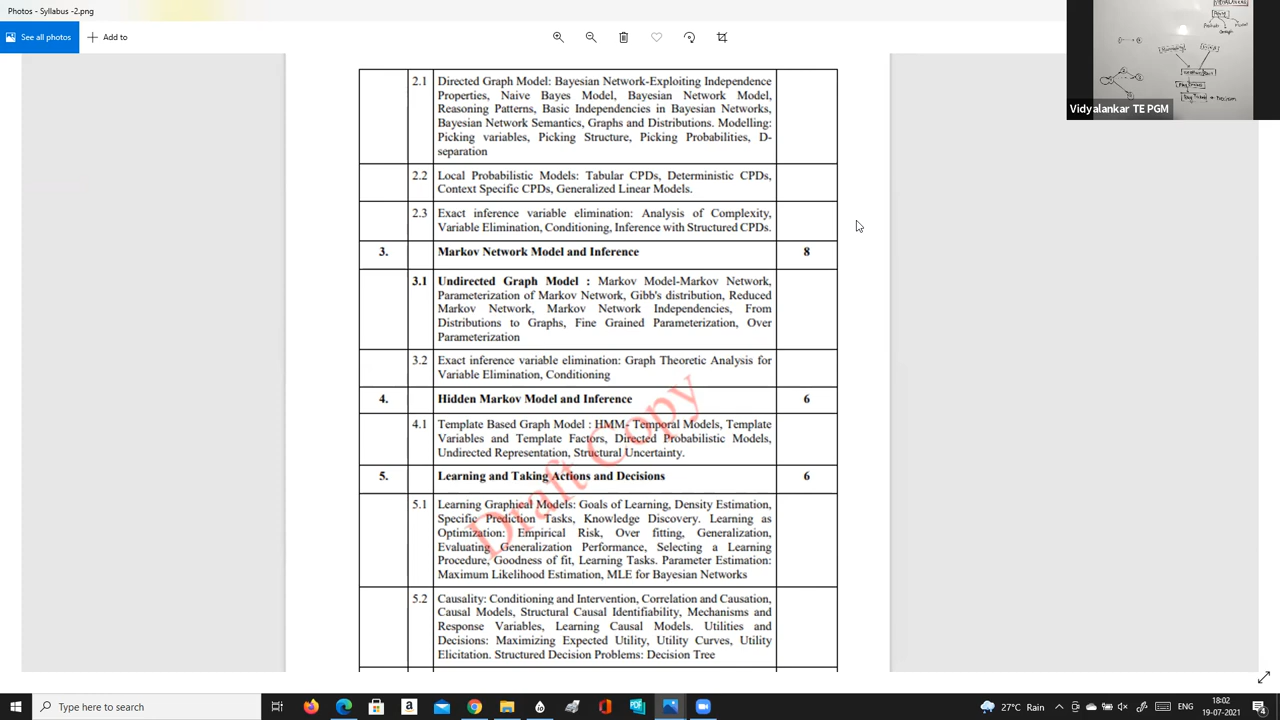 Photos - Syllabus -2.png
See all photos
Add to
2.1 Directed Graph Model: Bayesian Network-Exploiting Independence
Properties, Naive Bayes Model, Bayesian Network Model,
Reasoning Patterns, Basic Independencies in Bayesian Networks,
Bayesian Network Semantics, Graphs and Distributions. Modelling:
Picking variables, Picking Structure, Picking Probabilities, D-
separation
2.2 Local Probabilistic Models: Tabular CPDs, Deterministic CPDs,
Context Specific CPDs, Generalized Linear Models.
2.3 Exact inference variable elimination: Analysis of Complexity,
Variable Elimination, Conditioning, Inference with Structured CPDs.
3. Markov Network Model and Inference 8
3.1 Undirected Graph Model : Markov Model-Markov Network,
Parameterization of Markov Network, Gibb's distribution, Reduced
Markov Network, Markov Network Independencies, From
Distributions to Graphs, Fine Grained Parameterization, Over
Parameterization
3.2 Exact inference variable elimination: Graph Theoretic Analysis for
Variable Elimination, Conditioning
4. Hidden Markov Model and Inference 6
4.1 Template Based Graph Model : HMM- Temporal Models, Template
Variables and Template Factors, Directed Probabilistic Models,
Undirected Representation, Structural Uncertainty.
5. Learning and Taking Actions and Decisions 6
5.1 Learning Graphical Models: Goals of Learning, Density Estimation,
Specific Prediction Tasks, Knowledge Discovery. Learning as
Optimization: Empirical Risk, Over fitting, Generalization,
Evaluating Generalization Performance, Selecting a Learning
Procedure, Goodness of fit, Learning Tasks. Parameter Estimation:
Maximum Likelihood Estimation, MLE for Bayesian Networks
5.2 Causality: Conditioning and Intervention, Correlation and Causation,
Causal Models, Structural Causal Identifiability, Mechanisms and
Response Variables, Learning Causal Models. Utilities and
Decisions: Maximizing Expected Utility, Utility Curves, Utility
Elicitation. Structured Decision Problems: Decision Tree
Draft Copy
Vidyalankar TE PGM
Type here to search
27°C Rain
ENG
18:02
19-07-2021